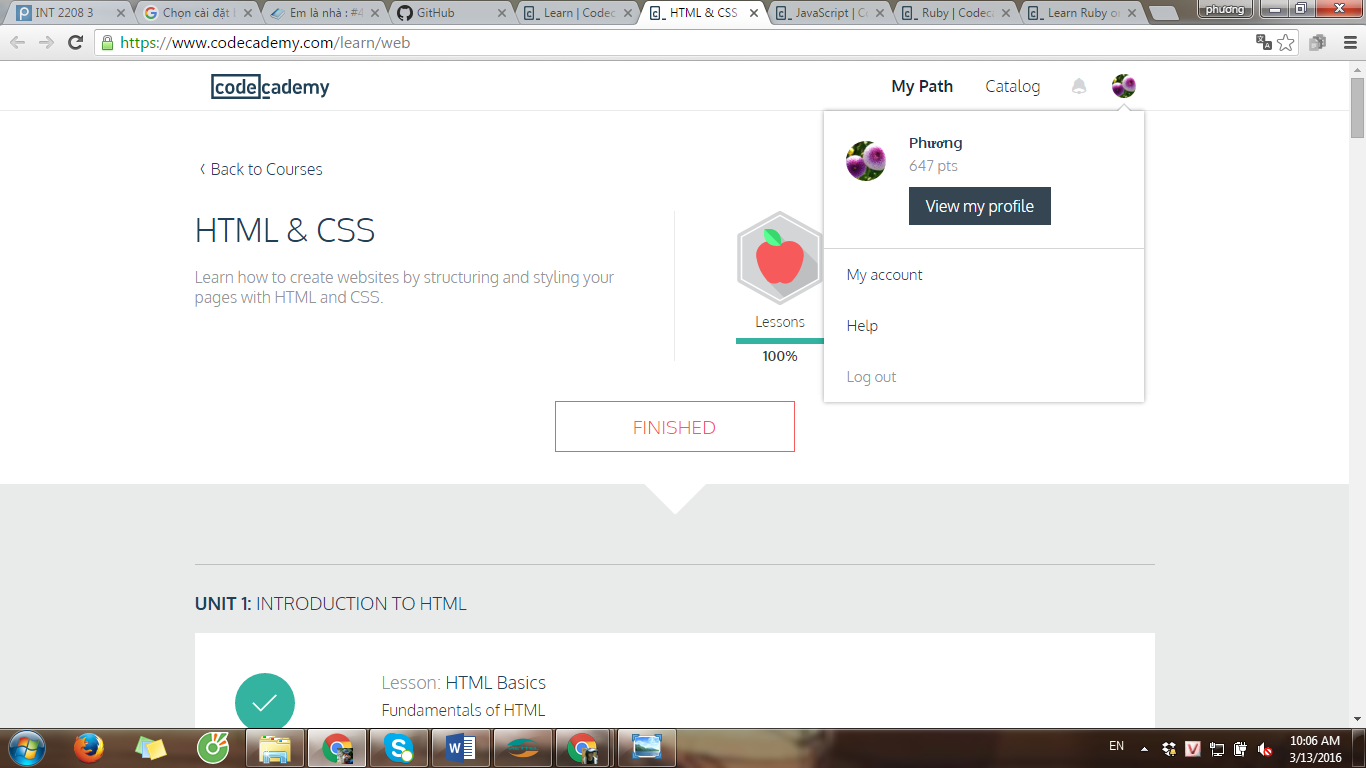 INT 2208 3
Chọn cài đặt
Em là nhà : #4
GitHub
Learn | Codec
HTML & CSS
JavaScript | C
Ruby | Codec
Learn Ruby o
phương
https://www.codecademy.com/learn/web
codecademy
My Path
Catalog
Phương
647 pts
View my profile
My account
Help
Log out
‹ Back to Courses
HTML & CSS
Learn how to create websites by structuring and styling your
pages with HTML and CSS.
Lessons
100%
FINISHED
UNIT 1: INTRODUCTION TO HTML
Lesson: HTML Basics
Fundamentals of HTML
EN
10:06 AM
3/13/2016